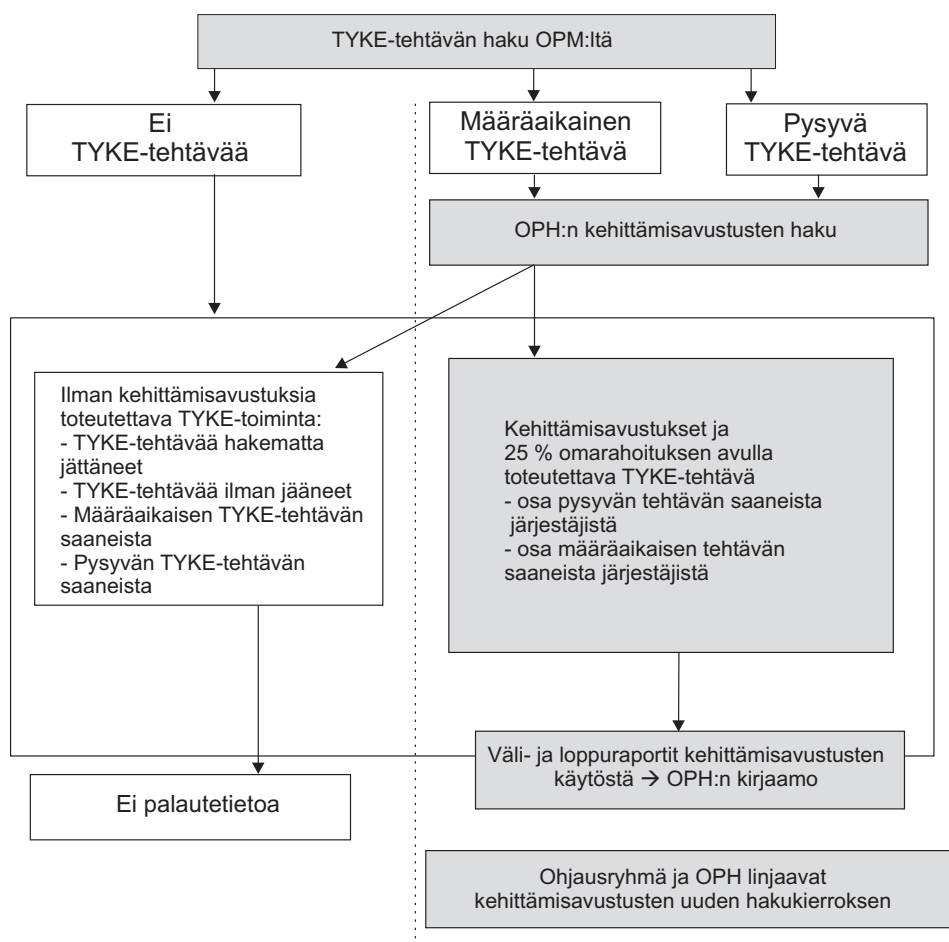 TYKE-tehtävän haku OPM:ltä
Ei
TYKE-tehtävää
Määräaikainen
TYKE-tehtävä
Pysyvä
TYKE-tehtävä
OPH:n kehittämisavustusten haku
Ilman kehittämisavustuksia
toteutettava TYKE-toiminta:
- TYKE-tehtävää hakematta
jättäneet
- TYKE-tehtävää ilman jääneet
- Määräaikaisen TYKE-tehtävän
saaneista
- Pysyvän TYKE-tehtävän
saaneista
Kehittämisavustukset ja
25 % omarahoituksen avulla
toteutettava TYKE-tehtävä
- osa pysyvän tehtävän saaneista
järjestäjistä
- osa määräaikaisen tehtävän
saaneista järjestäjistä
Väli- ja loppuraportit kehittämisavustusten
käytöstä → OPH:n kirjaamo
Ei palautetietoa
Ohjausryhmä ja OPH linjaavat
kehittämisavustusten uuden hakukierroksen